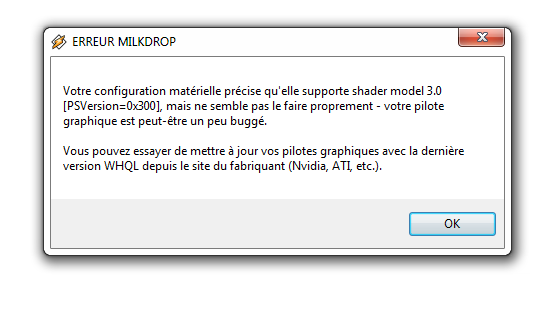 ERREUR MILKDROP
Votre configuration matérielle précise qu'elle supporte shader model 3.0
[PSVersion=0x300], mais ne semble pas le faire proprement - votre pilote
graphique est peut-être un peu buggé.
Vous pouvez essayer de mettre à jour vos pilotes graphiques avec la dernière
version WHQL depuis le site du fabriquant (Nvidia, ATI, etc.).
OK